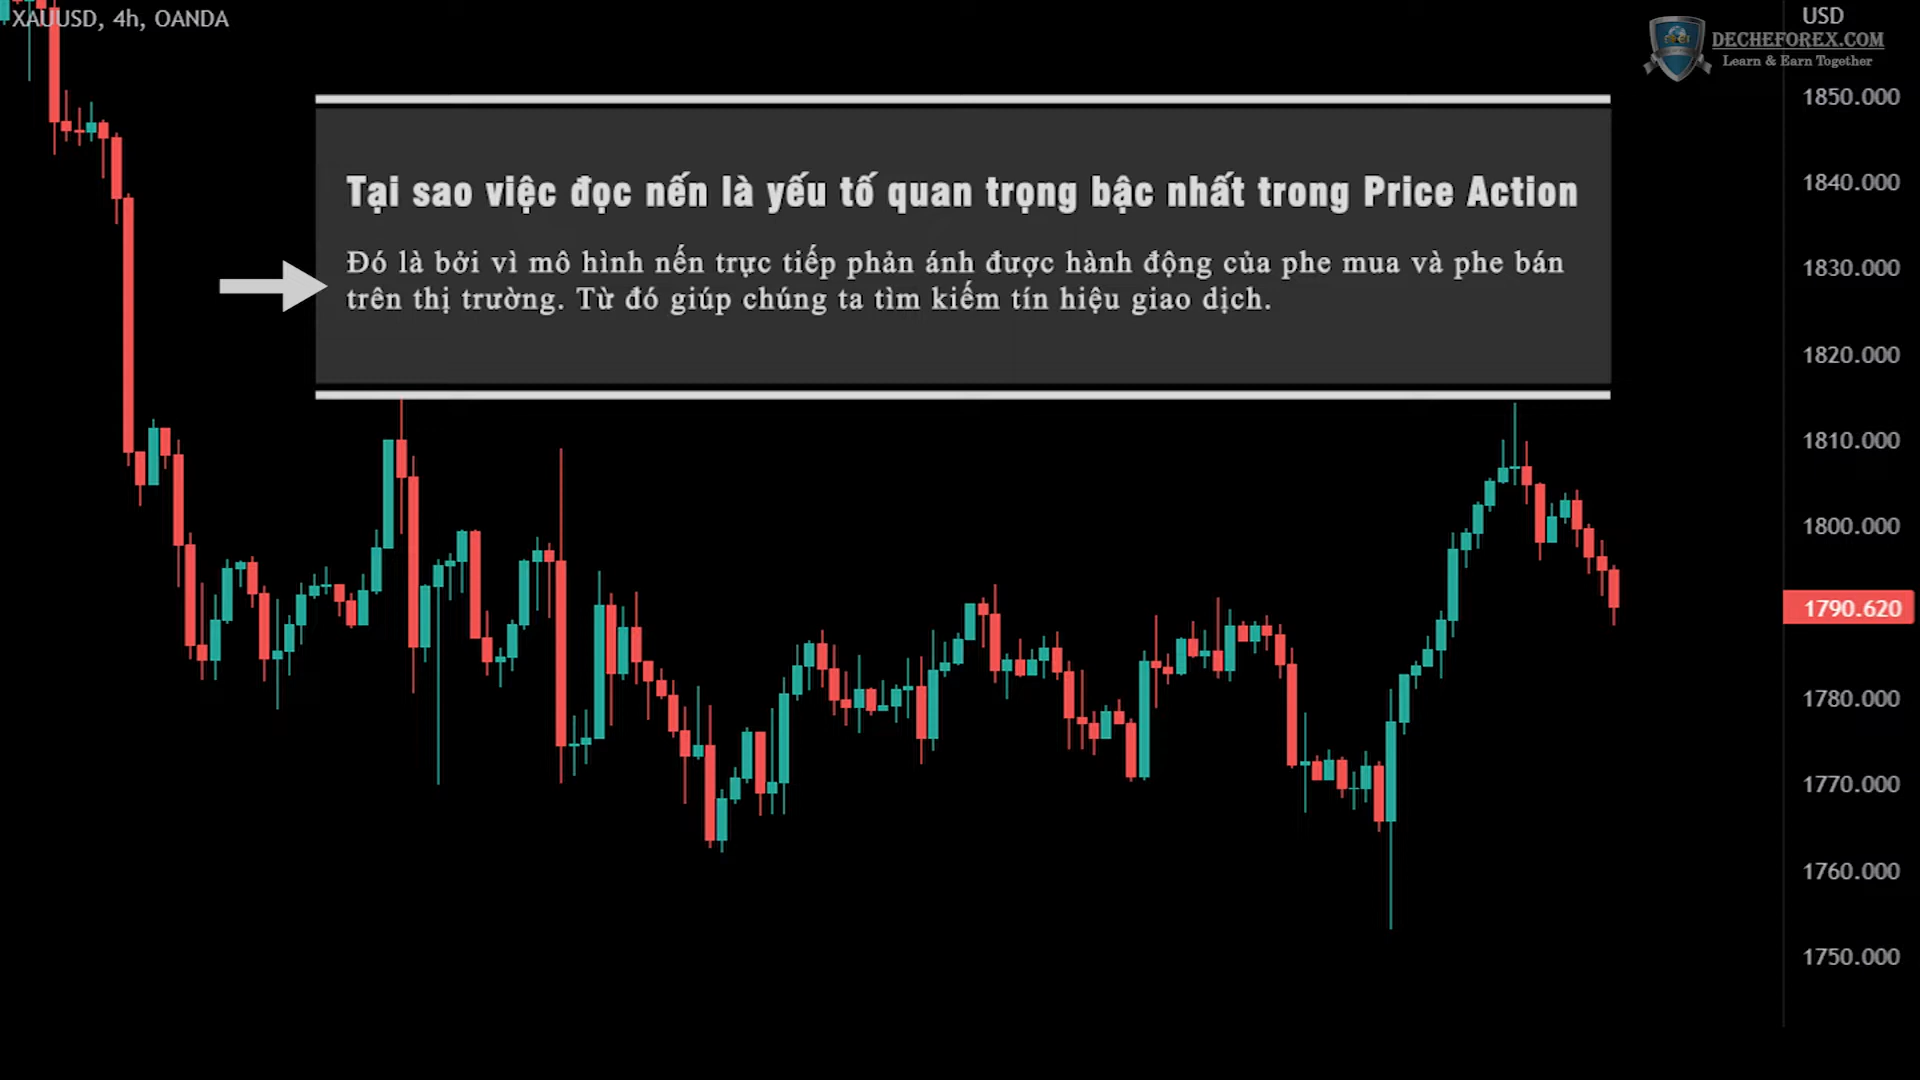 XAUUSD, 4h, OANDA
USD
DECHEFOREX.COM
Learn & Earn Together
1850.000
Tại sao việc đọc nến là yếu tố quan trọng bậc nhất trong Price Action
1840.000
Đó là bởi vì mô hình nến trực tiếp phản ánh được hành động của phe mua và phe bán
trên thị trường. Từ đó giúp chúng ta tìm kiếm tín hiệu giao dịch.
1830.000
1820.000
1810.000
1800.000
1790.620
1780.000
1770.000
1760.000
1750.000